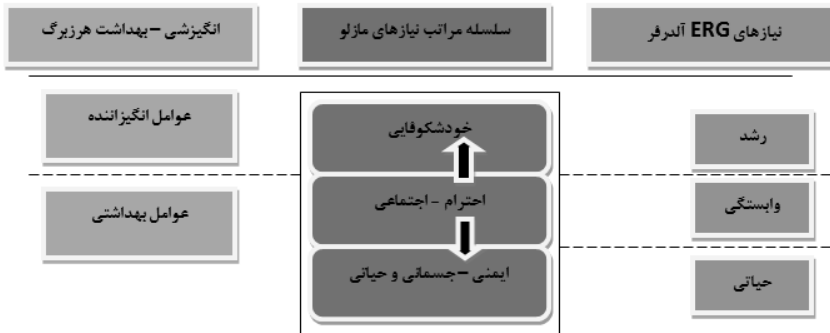 نیازهای ERG آلدرفر
سلسله مراتب نیازهای مازلو
انگیزشی – بهداشت هرزبرگ
رشد
خودشکوفایی
عوامل انگیزاننده
وابستگی
احترام - اجتماعی
عوامل بهداشتی
حیاتی
ایمنی – جسمانی و حیاتی